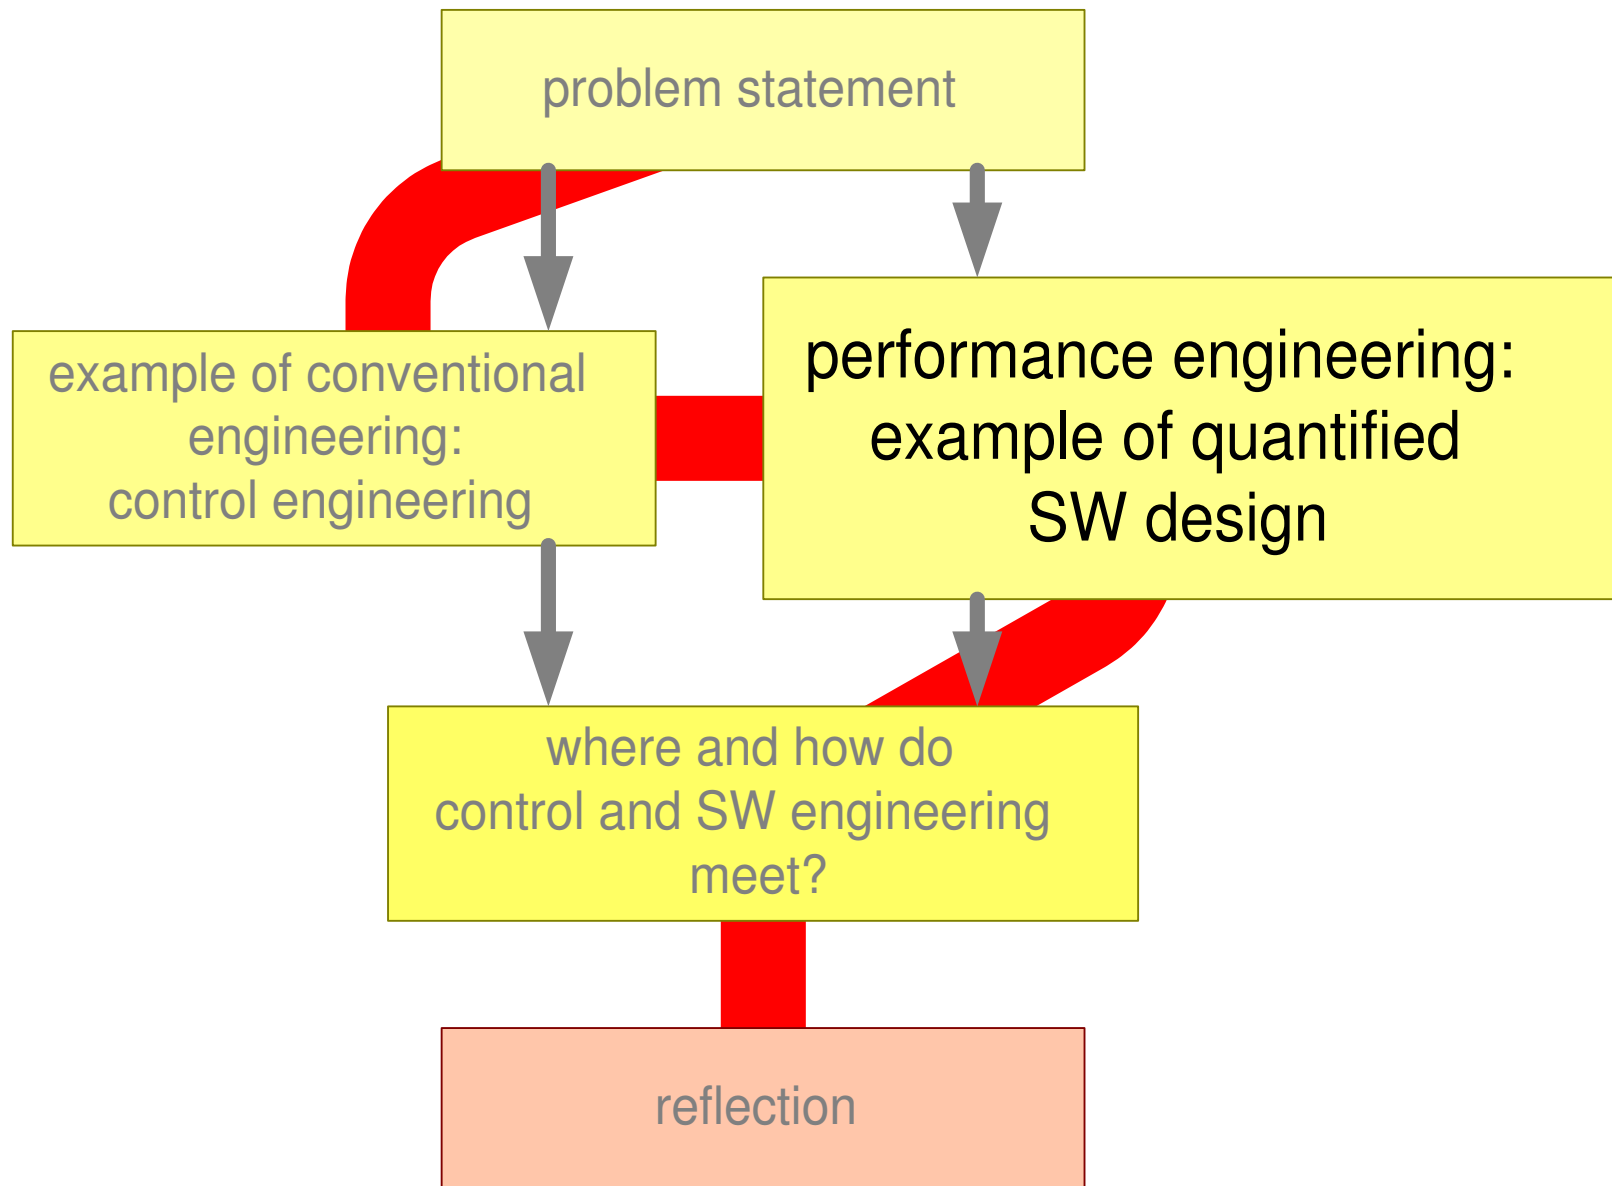 problem statement
example of conventional
engineering:
control engineering
performance engineering:
example of quantified
SW design
where and how do
control and SW engineering
meet?
reflection